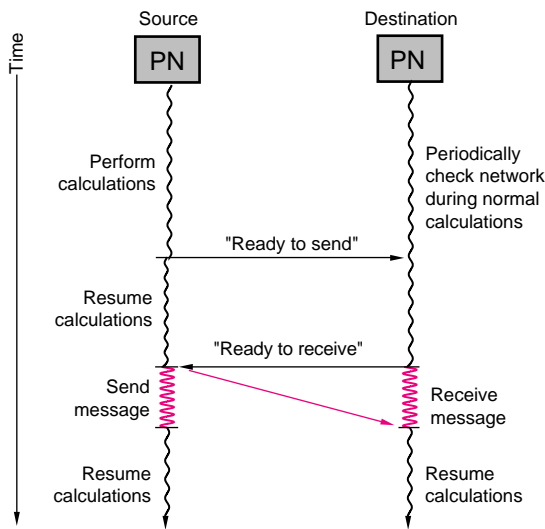 Source
Destination
Time
PN
PN
Perform
calculations
Periodically
check network
during normal
calculations
"Ready to send"
Resume
calculations
"Ready to receive"
Send
message
Receive
message
Resume
calculations
Resume
calculations